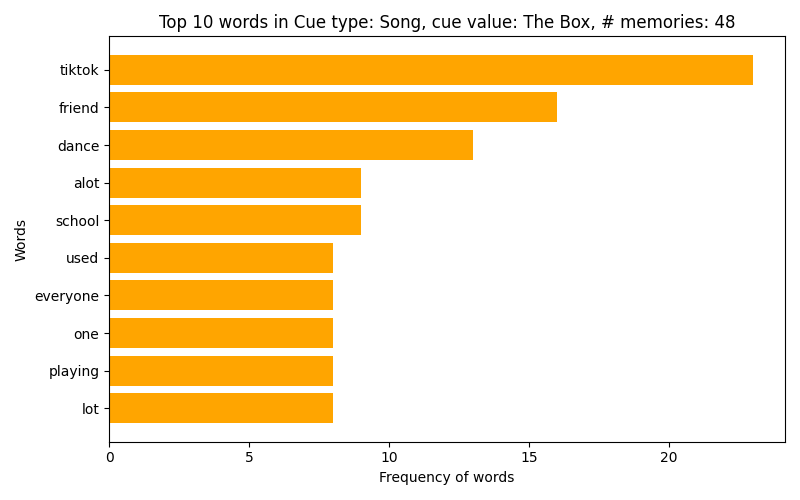 Top 10 words in Cue type: Song, cue value: The Box, # memories: 48
tiktok
friend
dance
alot
school
used
everyone
one
playing
lot
Words
0 5 10 15 20
Frequency of words